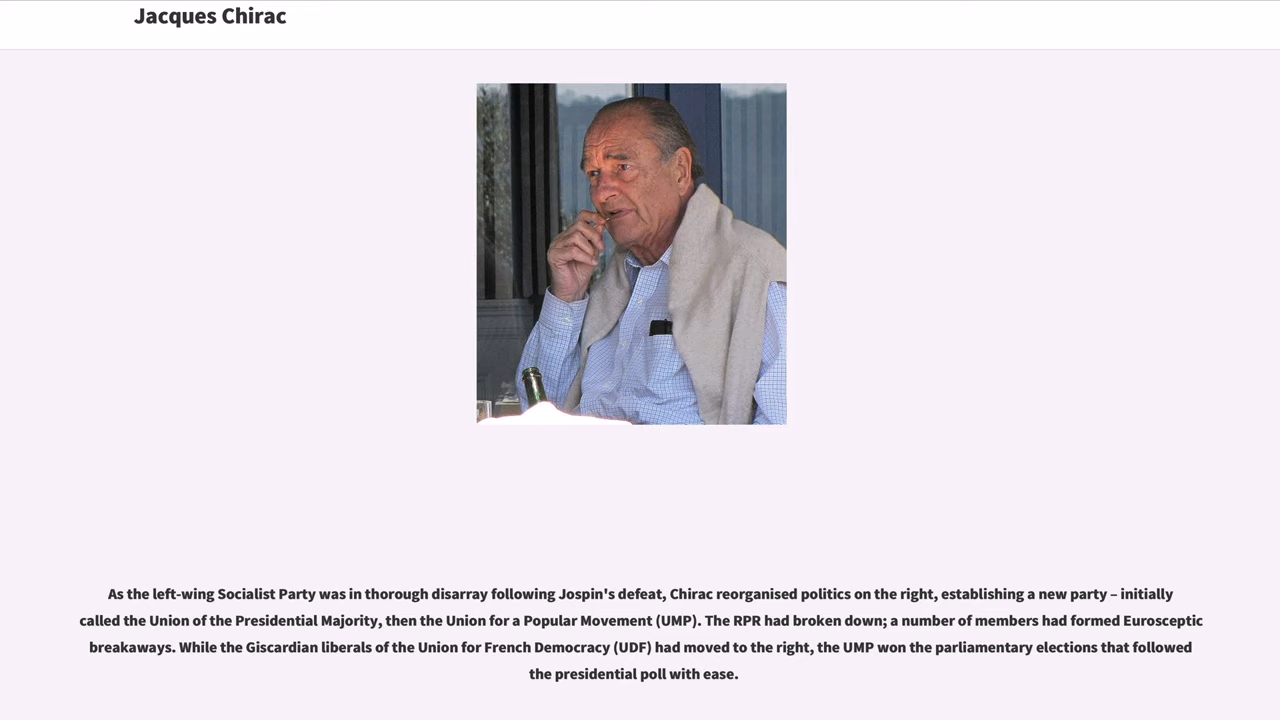 Jacques Chirac
As the left-wing Socialist Party was in thorough disarray following Jospin's defeat, Chirac reorganised politics on the right, establishing a new party – initially
called the Union of the Presidential Majority, then the Union for a Popular Movement (UMP). The RPR had broken down; a number of members had formed Eurosceptic
breakaways. While the Giscardian liberals of the Union for French Democracy (UDF) had moved to the right, the UMP won the parliamentary elections that followed
the presidential poll with ease.